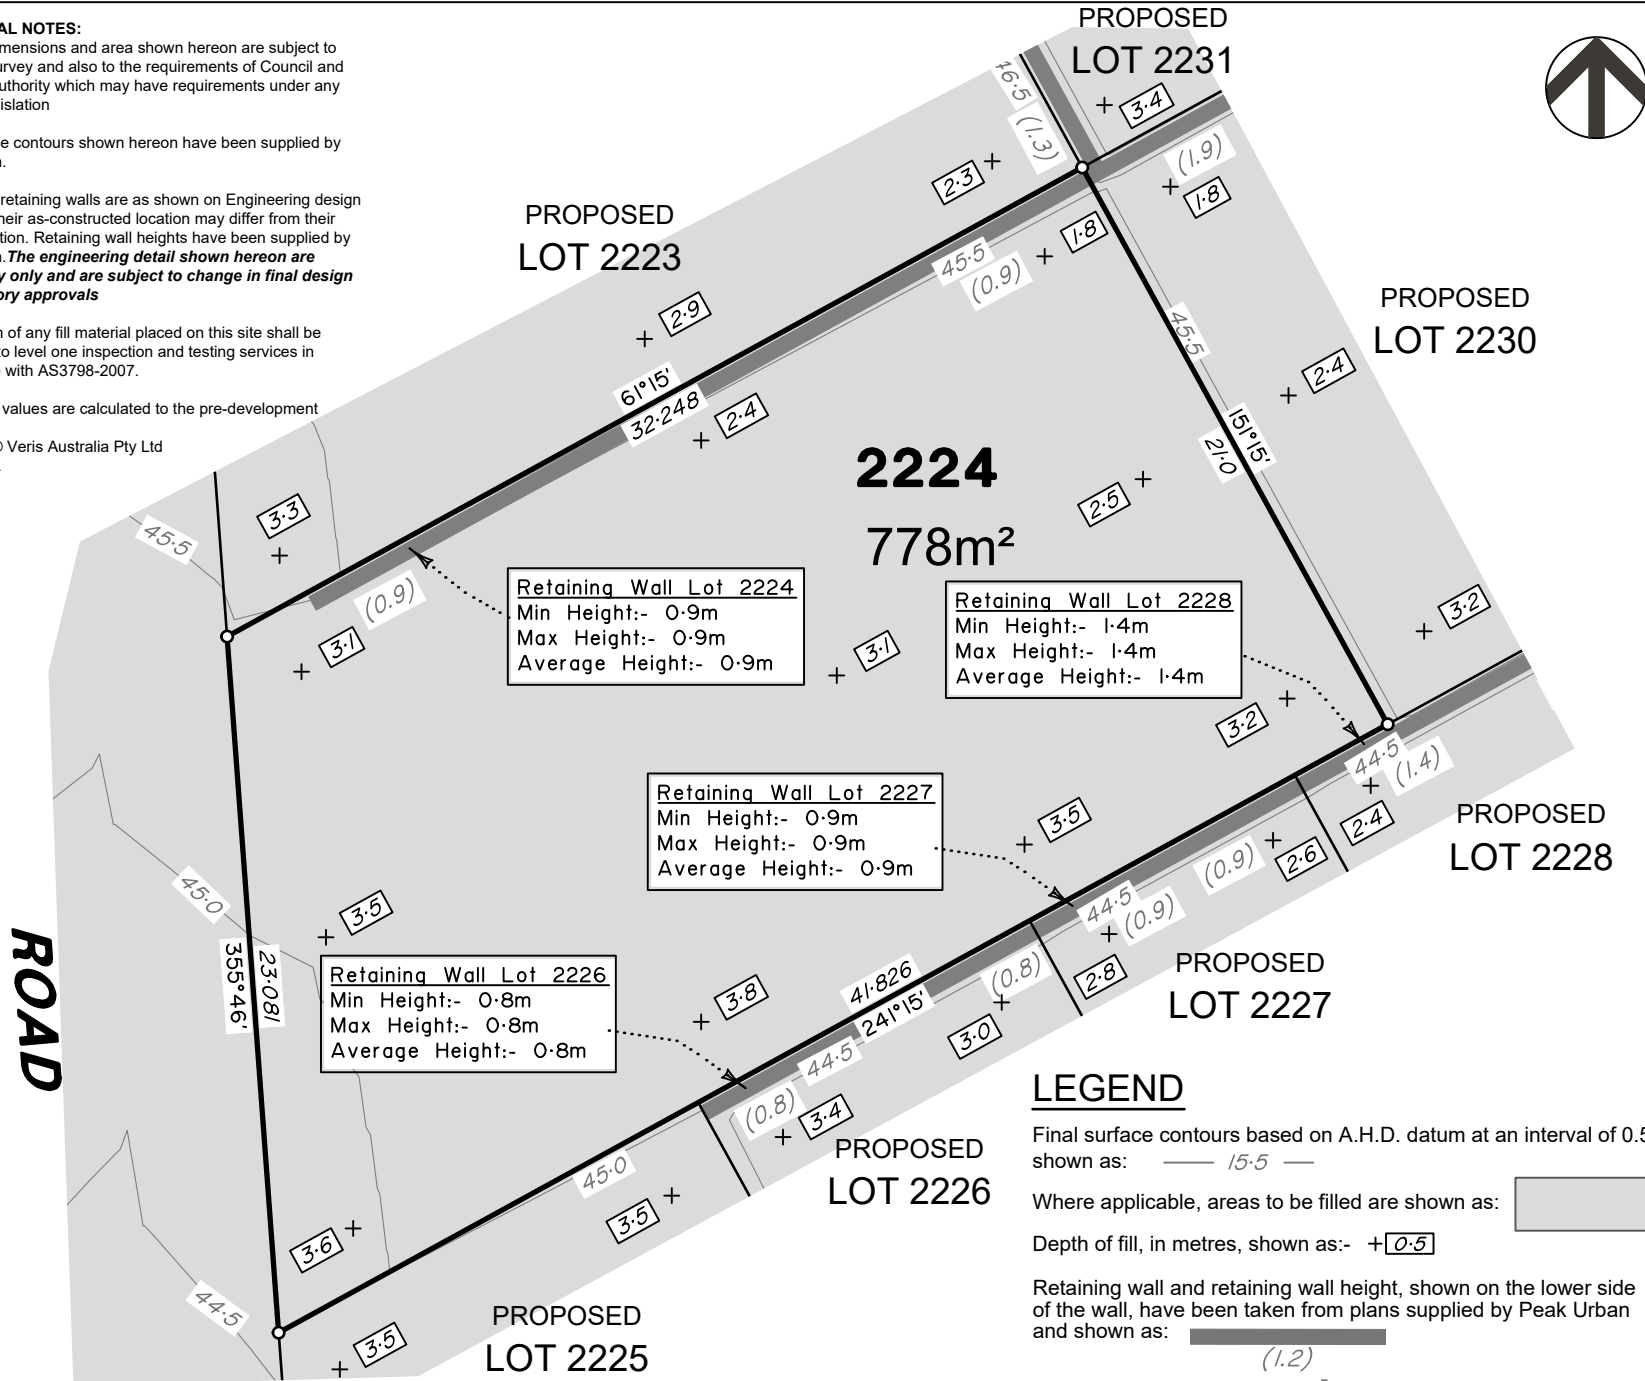 AL NOTES:
mensions and area shown hereon are subject to
urvey and also to the requirements of Council and
uthority which may have requirements under any
islation
e contours shown hereon have been supplied by
retaining walls are as shown on Engineering design
heir as-constructed location may differ from their
tion. Retaining wall heights have been supplied by
.The engineering detail shown hereon are
y only and are subject to change in final design
ory approvals
n of any fill material placed on this site shall be
to level one inspection and testing services in
with AS3798-2007.
values are calculated to the pre-development
© Veris Australia Pty Ltd
PROPOSED
LOT 2231
46·5
(1.3)
3·4
(1.9)
1·8
2·3
PROPOSED
LOT 2223
1·8
45·5
(0.9)
2·9
PROPOSED
LOT 2230
45·5
2·4
61°15'
32·248
2·4
151°15'
21·0
2224
778m²
2·5
3·3
45·5
(0.9)
3·1
Retaining Wall Lot 2224
Min Height:- 0·9m
Max Height:- 0·9m
Average Height:- 0·9m
Retaining Wall Lot 2228
Min Height:- 1·4m
Max Height:- 1·4m
Average Height:- 1·4m
3·2
3·1
3·2
44·5
(1.4)
Retaining Wall Lot 2227
Min Height:- 0·9m
Max Height:- 0·9m
Average Height:- 0·9m
3·5
2·4
PROPOSED
LOT 2228
(0.9)
2·6
45·0
3·5
44·5
(0.9)
ROAD
355°46'
23·081
Retaining Wall Lot 2226
Min Height:- 0·8m
Max Height:- 0·8m
Average Height:- 0·8m
3·8
41·826
241°15'
(0.8)
2·8
PROPOSED
LOT 2227
3·0
44·5
(0.8)
3·4
PROPOSED
LOT 2226
45·0
3·5
3·6
44·5
3·5
PROPOSED
LOT 2225
LEGEND
Final surface contours based on A.H.D. datum at an interval of 0.5
shown as: 15·5
Where applicable, areas to be filled are shown as:
Depth of fill, in metres, shown as:- +0·5
Retaining wall and retaining wall height, shown on the lower side
of the wall, have been taken from plans supplied by Peak Urban
and shown as:
(1.2)